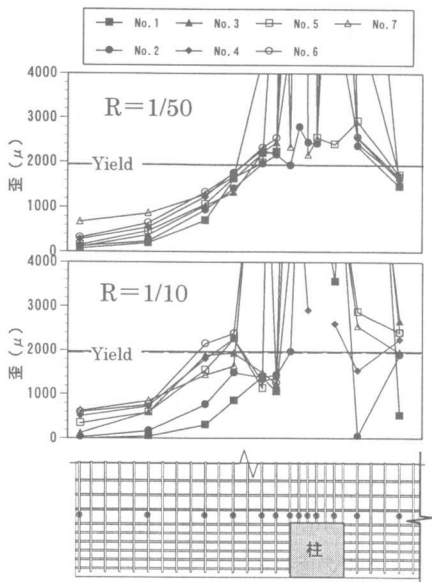 No.1 No.3 No.5 No.7
No.2 No.4 No.6
4000
3000
2000
1000
0
歪 (μ)
R=1/50
Yield
4000
3000
2000
1000
0
歪 (μ)
R=1/10
Yield
柱